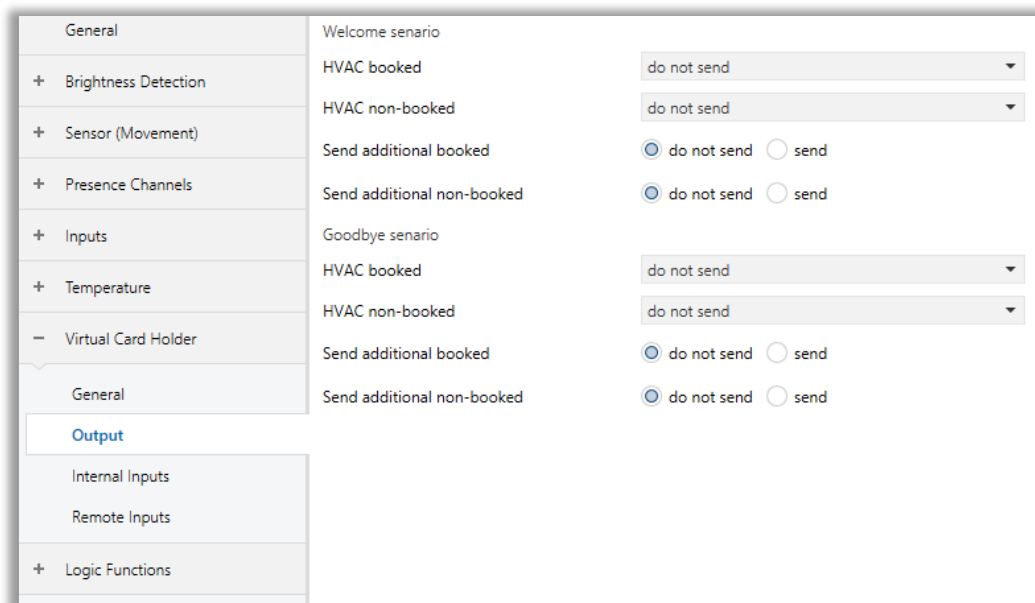 General
Brightness Detection
Sensor (Movement)
Presence Channels
Inputs
Temperature
Virtual Card Holder
General
Output
Internal Inputs
Remote Inputs
Logic Functions
Welcome senario
HVAC booked do not send
HVAC non-booked do not send
Send additional booked do not send send
Send additional non-booked do not send send
Goodbye senario
HVAC booked do not send
HVAC non-booked do not send
Send additional booked do not send send
Send additional non-booked do not send send